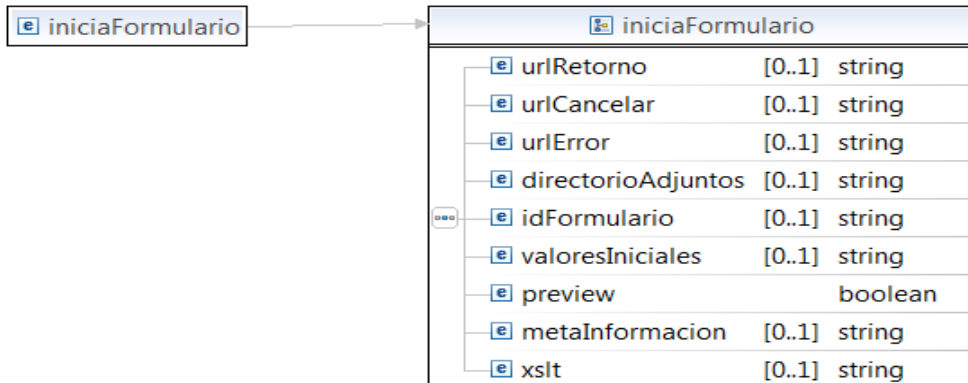 iniciaFormulario
iniciaFormulario
urlRetorno [0..1] string
urlCancelar [0..1] string
urlError [0..1] string
directorioAdjuntos [0..1] string
idFormulario [0..1] string
valoresIniciales [0..1] string
preview boolean
metaInformacion [0..1] string
xslt [0..1] string